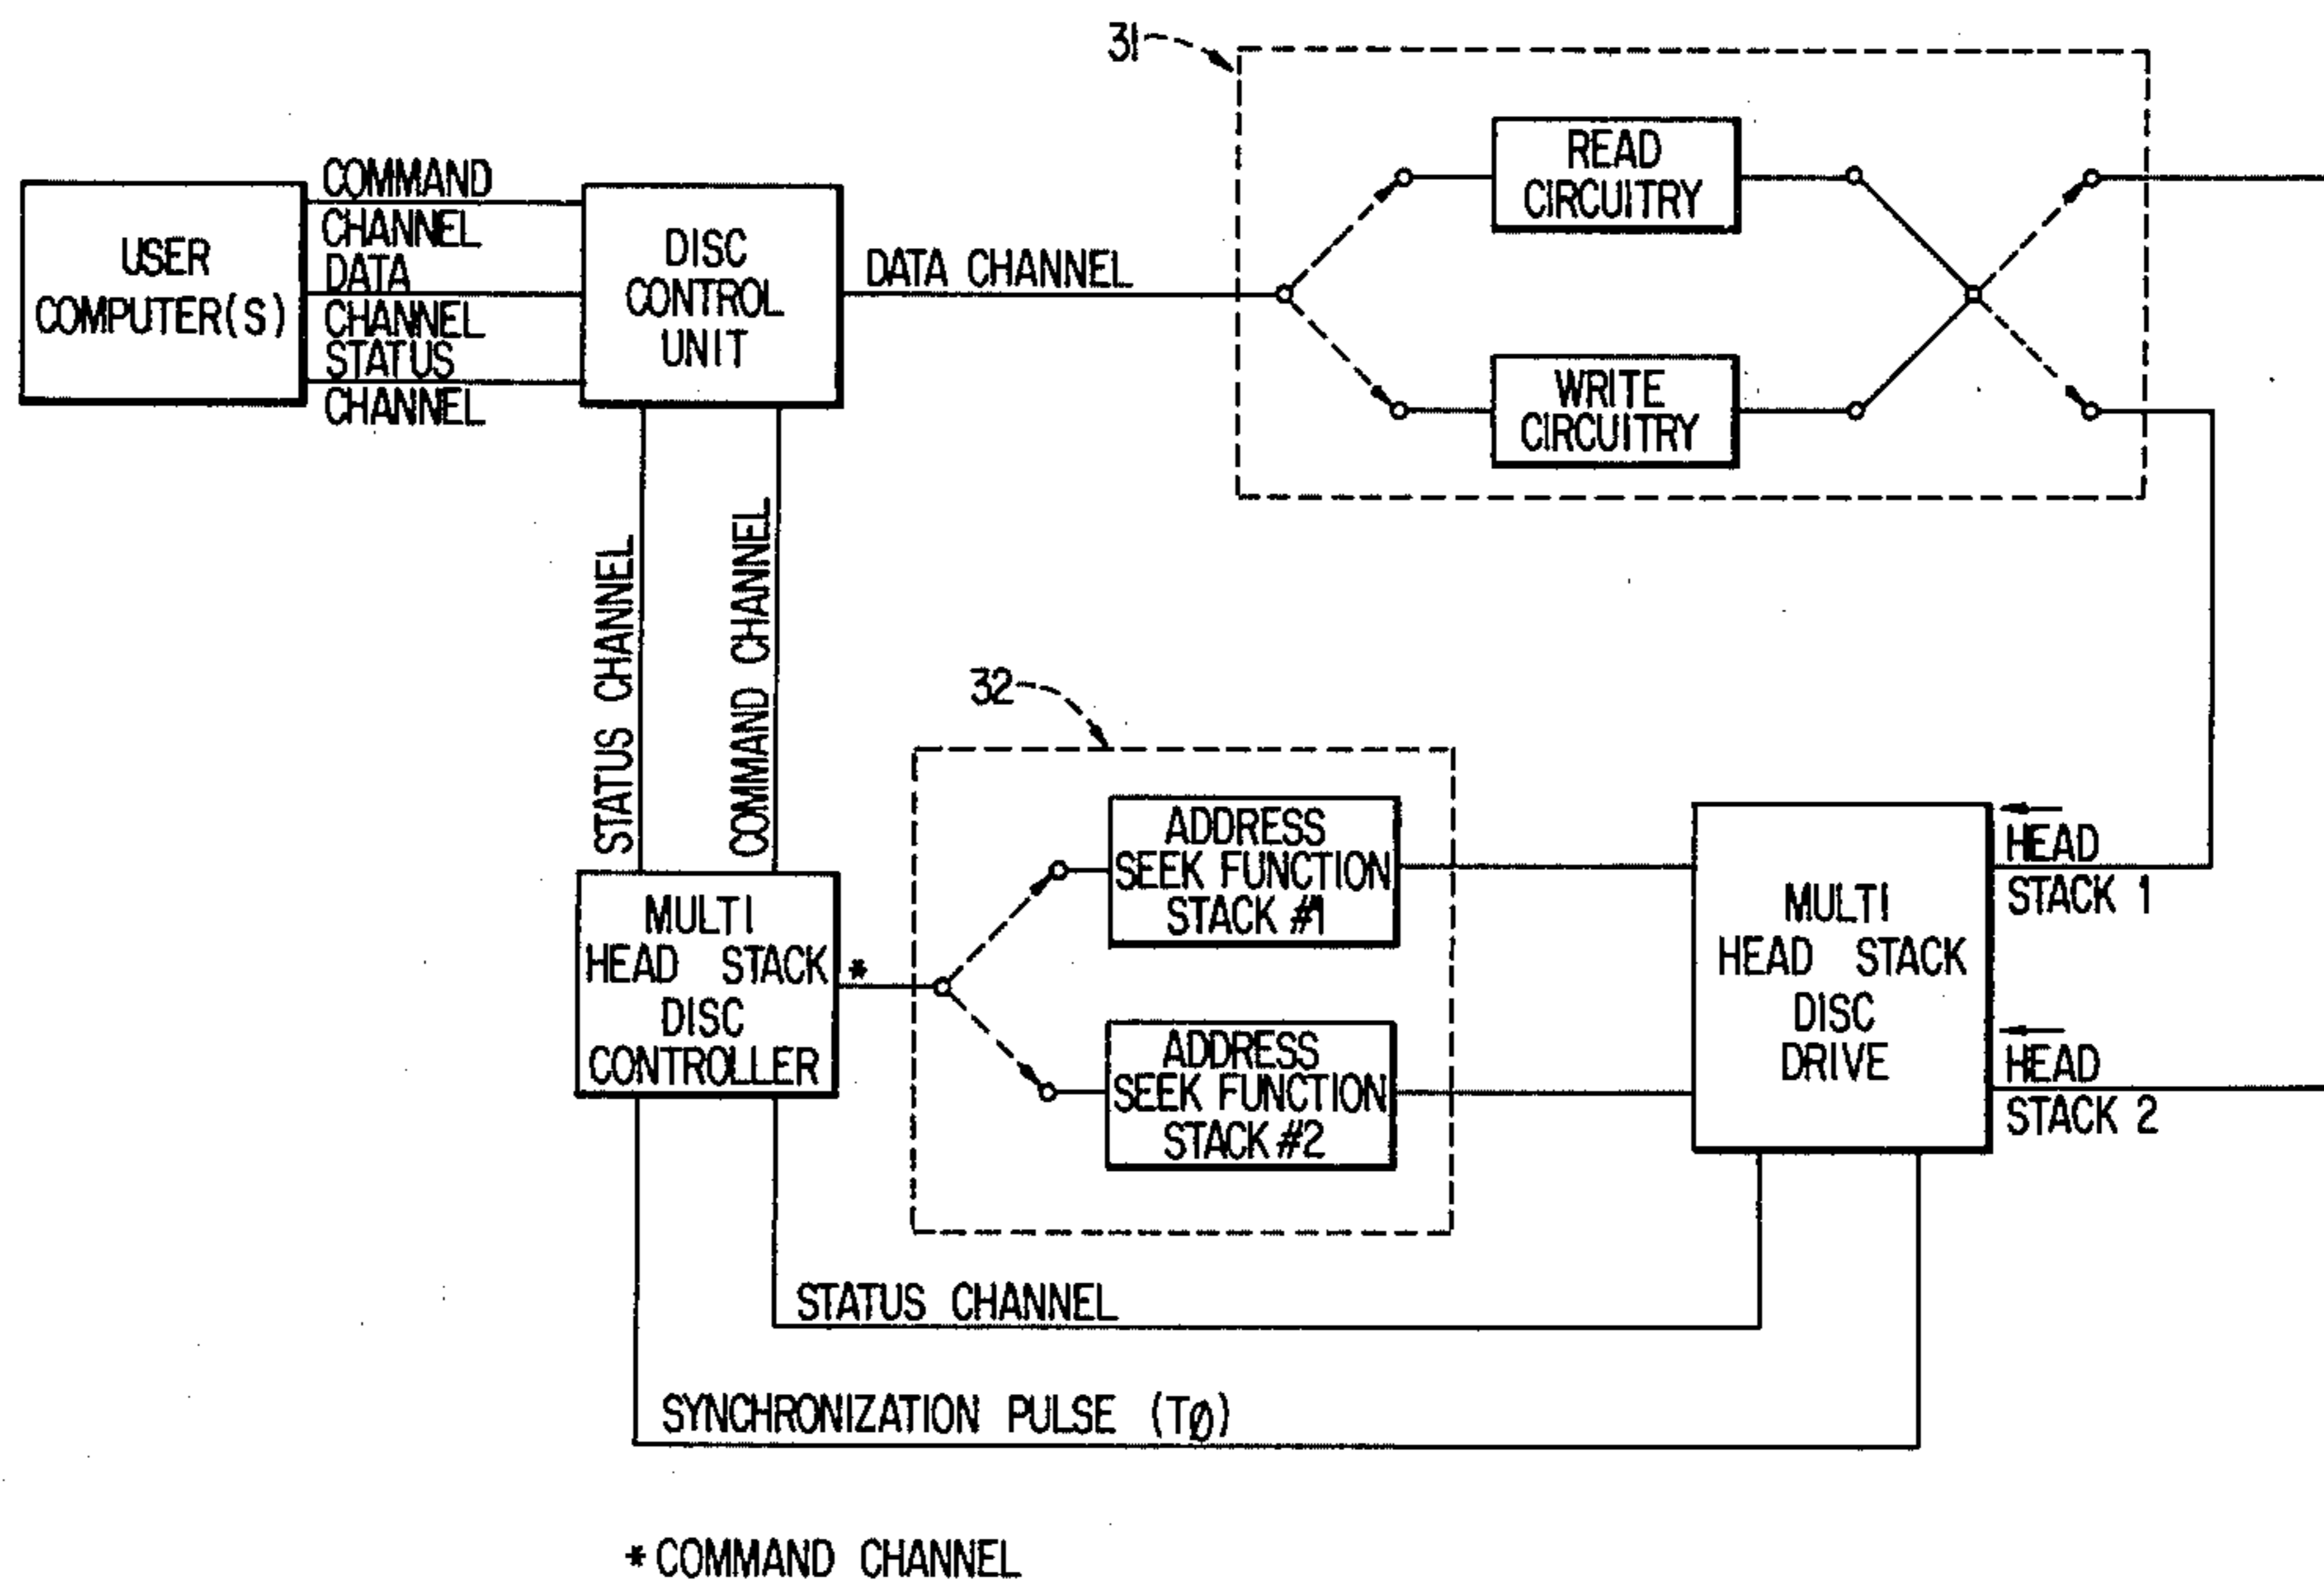 31
READ
CIRCUITRY
USER
COMPUTER(S)
COMMAND
CHANNEL
DATA
CHANNEL
STATUS
CHANNEL
DISC
CONTROL
UNIT
DATA CHANNEL
WRITE
CIRCUITRY
STATUS CHANNEL
COMMAND CHANNEL
32
MULTI
HEAD STACK
DISC
CONTROLLER
*
ADDRESS
SEEK FUNCTION
STACK #1
ADDRESS
SEEK FUNCTION
STACK #2
MULTI
HEAD STACK
DISC
DRIVE
HEAD
STACK 1
HEAD
STACK 2
STATUS CHANNEL
SYNCHRONIZATION PULSE (TØ)
* COMMAND CHANNEL